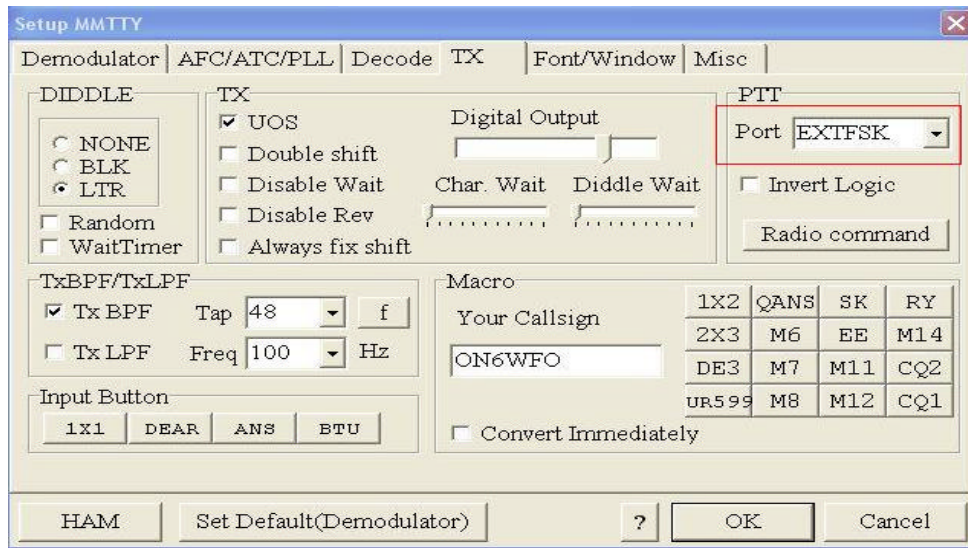 Setup MMTTY
Demodulator AFC/ATC/PLL Decode TX Font/Window Misc
DIDDLE
NONE
BLK
LTR
Random
WaitTimer
TX
UOS
Double shift
Disable Wait
Disable Rev
Always fix shift
Digital Output
Char. Wait Diddle Wait
PTT
Port EXTFSK
Invert Logic
Radio command
TxBPF/TxLPF
Tx BPF Tap 48 f
Tx LPF Freq 100 Hz
Input Button
1X1 DEAR ANS BTU
Macro
Your Callsign
ON6WFO
Convert Immediately
1X2 QANS SK RY
2X3 M6 EE M14
DE3 M7 M11 CQ2
UR599 M8 M12 CQ1
HAM Set Default(Demodulator) ? OK Cancel